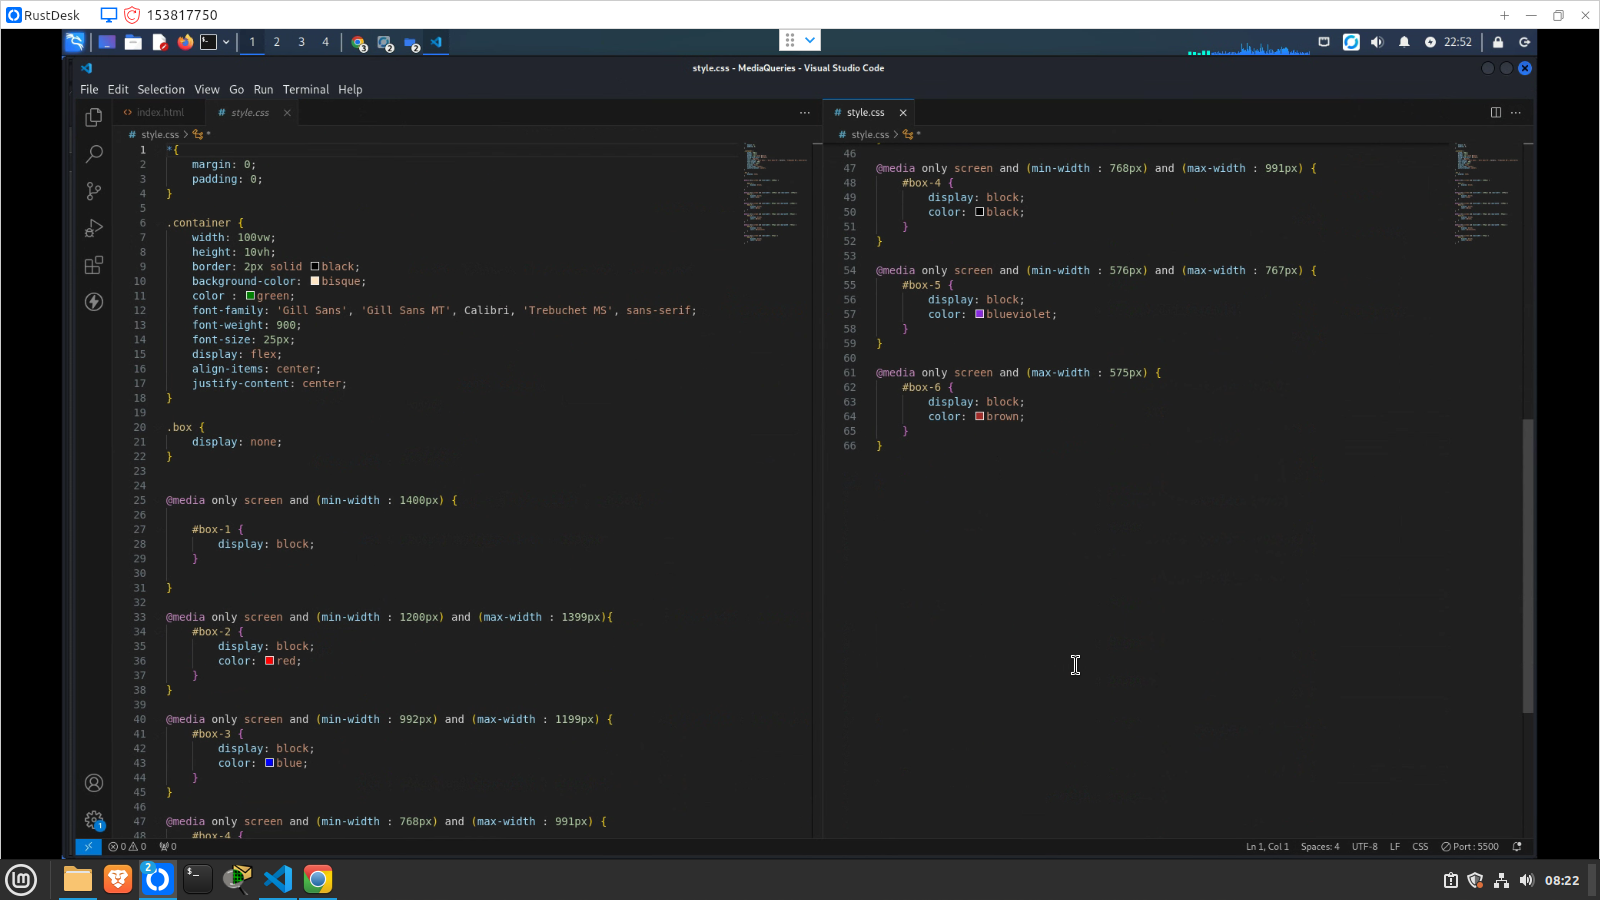 RustDesk
153817750
1
2
3
4
22:52
style.css - MediaQueries - Visual Studio Code
File Edit Selection View Go Run Terminal Help
index.html
# style.css
# style.css > *
1 *{
2 margin: 0;
3 padding: 0;
4 }
5
6 .container {
7 width: 100vw;
8 height: 10vh;
9 border: 2px solid black;
10 background-color: bisque;
11 color : green;
12 font-family: 'Gill Sans', 'Gill Sans MT', Calibri, 'Trebuchet MS', sans-serif;
13 font-weight: 900;
14 font-size: 25px;
15 display: flex;
16 align-items: center;
17 justify-content: center;
18 }
19
20 .box {
21 display: none;
22 }
23
24
25 @media only screen and (min-width : 1400px) {
26
27 #box-1 {
28 display: block;
29 }
30
31 }
32
33 @media only screen and (min-width : 1200px) and (max-width : 1399px){
34 #box-2 {
35 display: block;
36 color: red;
37 }
38 }
39
40 @media only screen and (min-width : 992px) and (max-width : 1199px) {
41 #box-3 {
42 display: block;
43 color: blue;
44 }
45 }
46
47 @media only screen and (min-width : 768px) and (max-width : 991px) {
48 #box-4 {
# style.css
# style.css > *
46
47 @media only screen and (min-width : 768px) and (max-width : 991px) {
48 #box-4 {
49 display: block;
50 color: black;
51 }
52 }
53
54 @media only screen and (min-width : 576px) and (max-width : 767px) {
55 #box-5 {
56 display: block;
57 color: blueviolet;
58 }
59 }
60
61 @media only screen and (max-width : 575px) {
62 #box-6 {
63 display: block;
64 color: brown;
65 }
66 }
0 0 0
Ln 1, Col 1 Spaces: 4 UTF-8 LF CSS Port : 5500
08:22